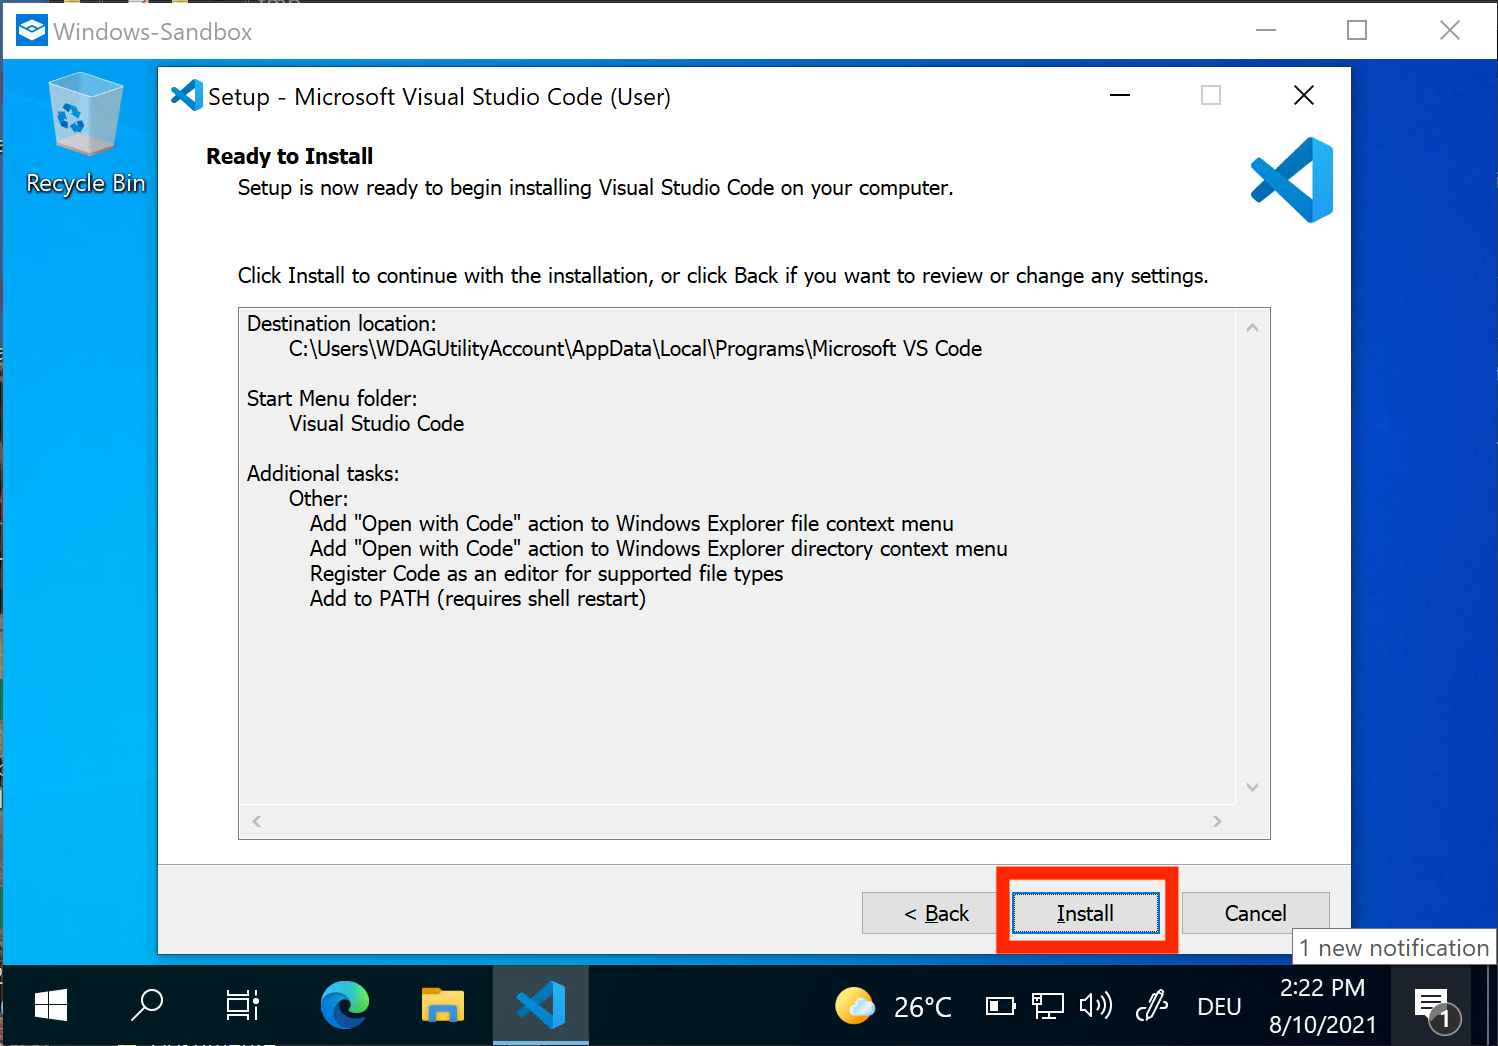 Windows-Sandbox
Recycle Bin
Setup - Microsoft Visual Studio Code (User)
Ready to Install
Setup is now ready to begin installing Visual Studio Code on your computer.
Click Install to continue with the installation, or click Back if you want to review or change any settings.
Destination location:
C:\Users\WDAGUtilityAccount\AppData\Local\Programs\Microsoft VS Code
Start Menu folder:
Visual Studio Code
Additional tasks:
Other:
Add "Open with Code" action to Windows Explorer file context menu
Add "Open with Code" action to Windows Explorer directory context menu
Register Code as an editor for supported file types
Add to PATH (requires shell restart)
< Back
Install
Cancel
1 new notification
26°C
DEU
2:22 PM
8/10/2021
1